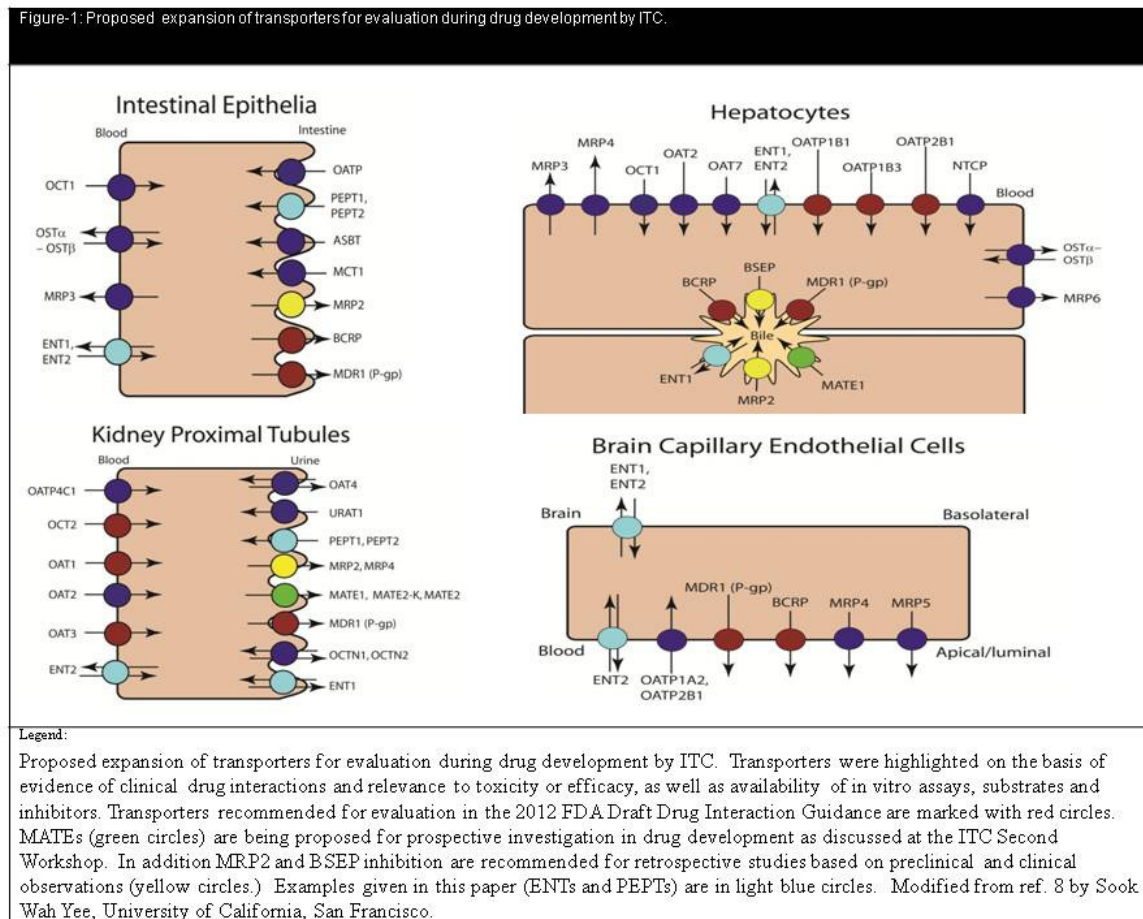 Figure-1: Proposed expansion of transporters for evaluation during drug development by ITC.
Intestinal Epithelia
Blood
Intestine
OCT1
OSTα
– OSTβ
MRP3
ENT1,
ENT2
OATP
PEPT1,
PEPT2
ASBT
MCT1
MRP2
BCRP
MDR1 (P-gp)
Hepatocytes
MRP3
MRP4
OCT1
OAT2
OAT7
ENT1,
ENT2
OATP1B1
OATP1B3
OATP2B1
NTCP
Blood
OSTα–
OSTβ
MRP6
BCRP
BSEP
MDR1 (P-gp)
Bile
ENT1
MRP2
MATE1
Kidney Proximal Tubules
Blood
Urine
OATP4C1
OCT2
OAT1
OAT2
OAT3
ENT2
OAT4
URAT1
PEPT1, PEPT2
MRP2, MRP4
MATE1, MATE2-K, MATE2
MDR1 (P-gp)
OCTN1, OCTN2
ENT1
Brain Capillary Endothelial Cells
ENT1,
ENT2
Brain
Basolateral
MDR1 (P-gp)
BCRP
MRP4
MRP5
Blood
Apical/luminal
ENT2
OATP1A2,
OATP2B1
Legend:
Proposed expansion of transporters for evaluation during drug development by ITC. Transporters were highlighted on the basis of
evidence of clinical drug interactions and relevance to toxicity or efficacy, as well as availability of in vitro assays, substrates and
inhibitors. Transporters recommended for evaluation in the 2012 FDA Draft Drug Interaction Guidance are marked with red circles.
MATEs (green circles) are being proposed for prospective investigation in drug development as discussed at the ITC Second
Workshop. In addition MRP2 and BSEP inhibition are recommended for retrospective studies based on preclinical and clinical
observations (yellow circles.) Examples given in this paper (ENTs and PEPTs) are in light blue circles. Modified from ref. 8 by Sook
Wah Yee, University of California, San Francisco.